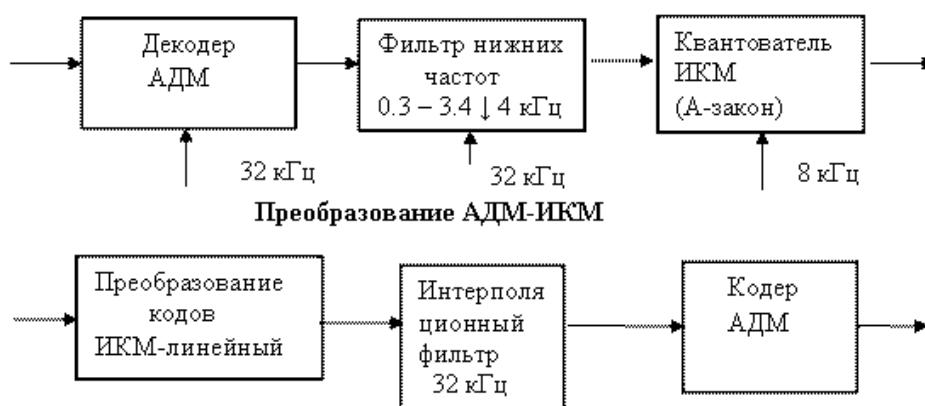 Декодер
АДМ
Фильтр нижних
частот
0.3 – 3.4 ↓ 4 кГц
Квантователь
ИКМ
(А-закон)
32 кГц
32 кГц
8 кГц
Преобразование АДМ-ИКМ
Преобразование
кодов
ИКМ-линейный
Интерполя
ционный
фильтр
32 кГц
Кодер
АДМ